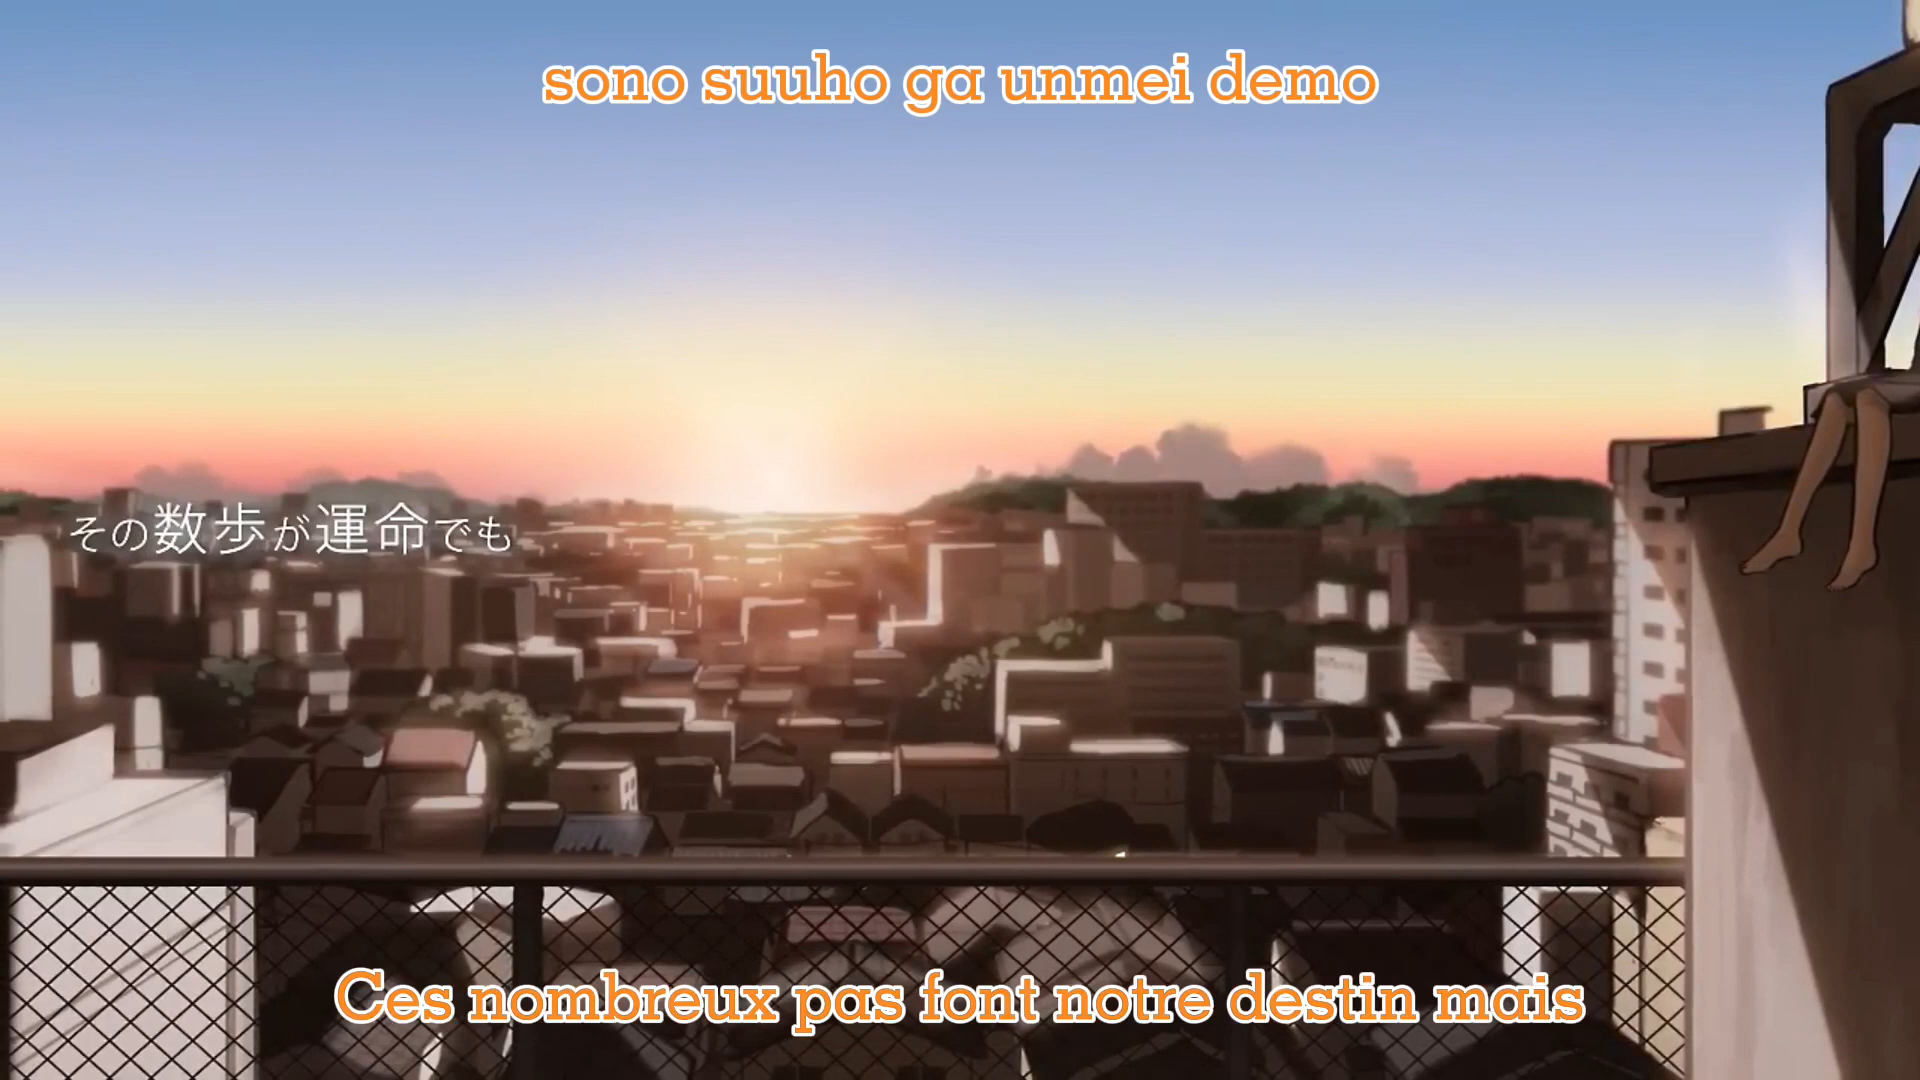 sono suuho ga unmei demo
その数歩が運命でも
Ces nombreux pas font notre destin mais